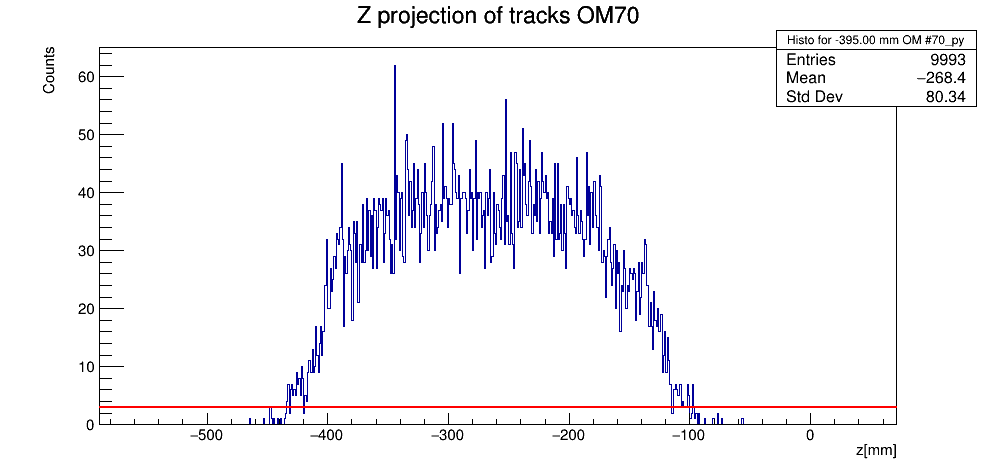 Z projection of tracks OM70
Histo for -395.00 mm OM #70_py
Entries 9993
Mean −268.4
Std Dev 80.34
Counts
60
50
40
30
20
10
0
−500 −400 −300 −200 −100 0
z[mm]